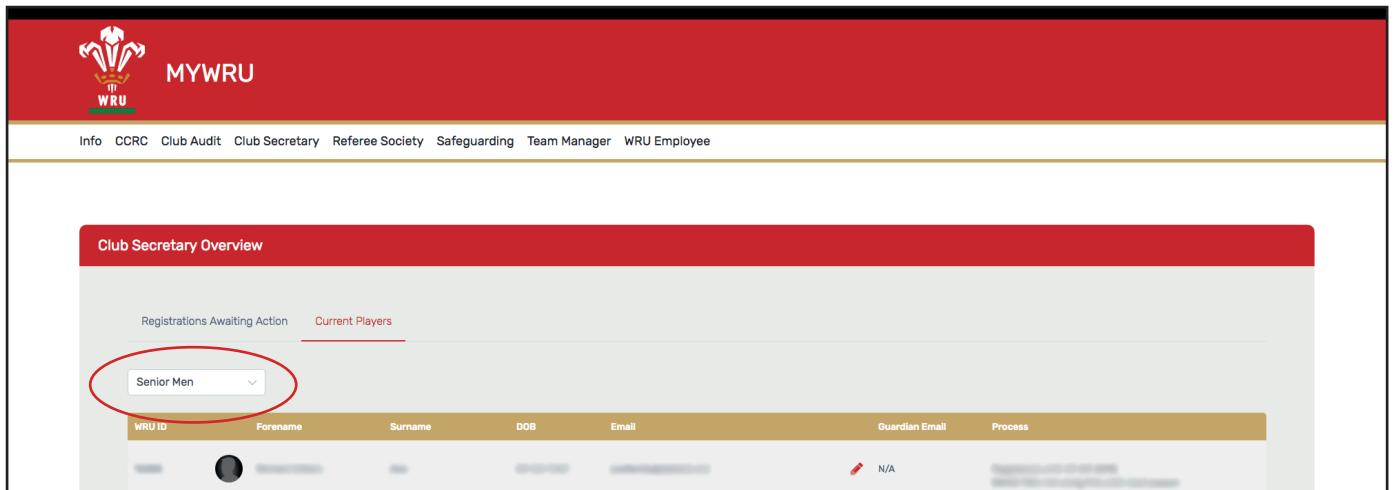 WRU
MYWRU
Info CCRC Club Audit Club Secretary Referee Society Safeguarding Team Manager WRU Employee
Club Secretary Overview
Registrations Awaiting Action Current Players
Senior Men
WRU ID Forename Surname DOB Email Guardian Email Process
N/A